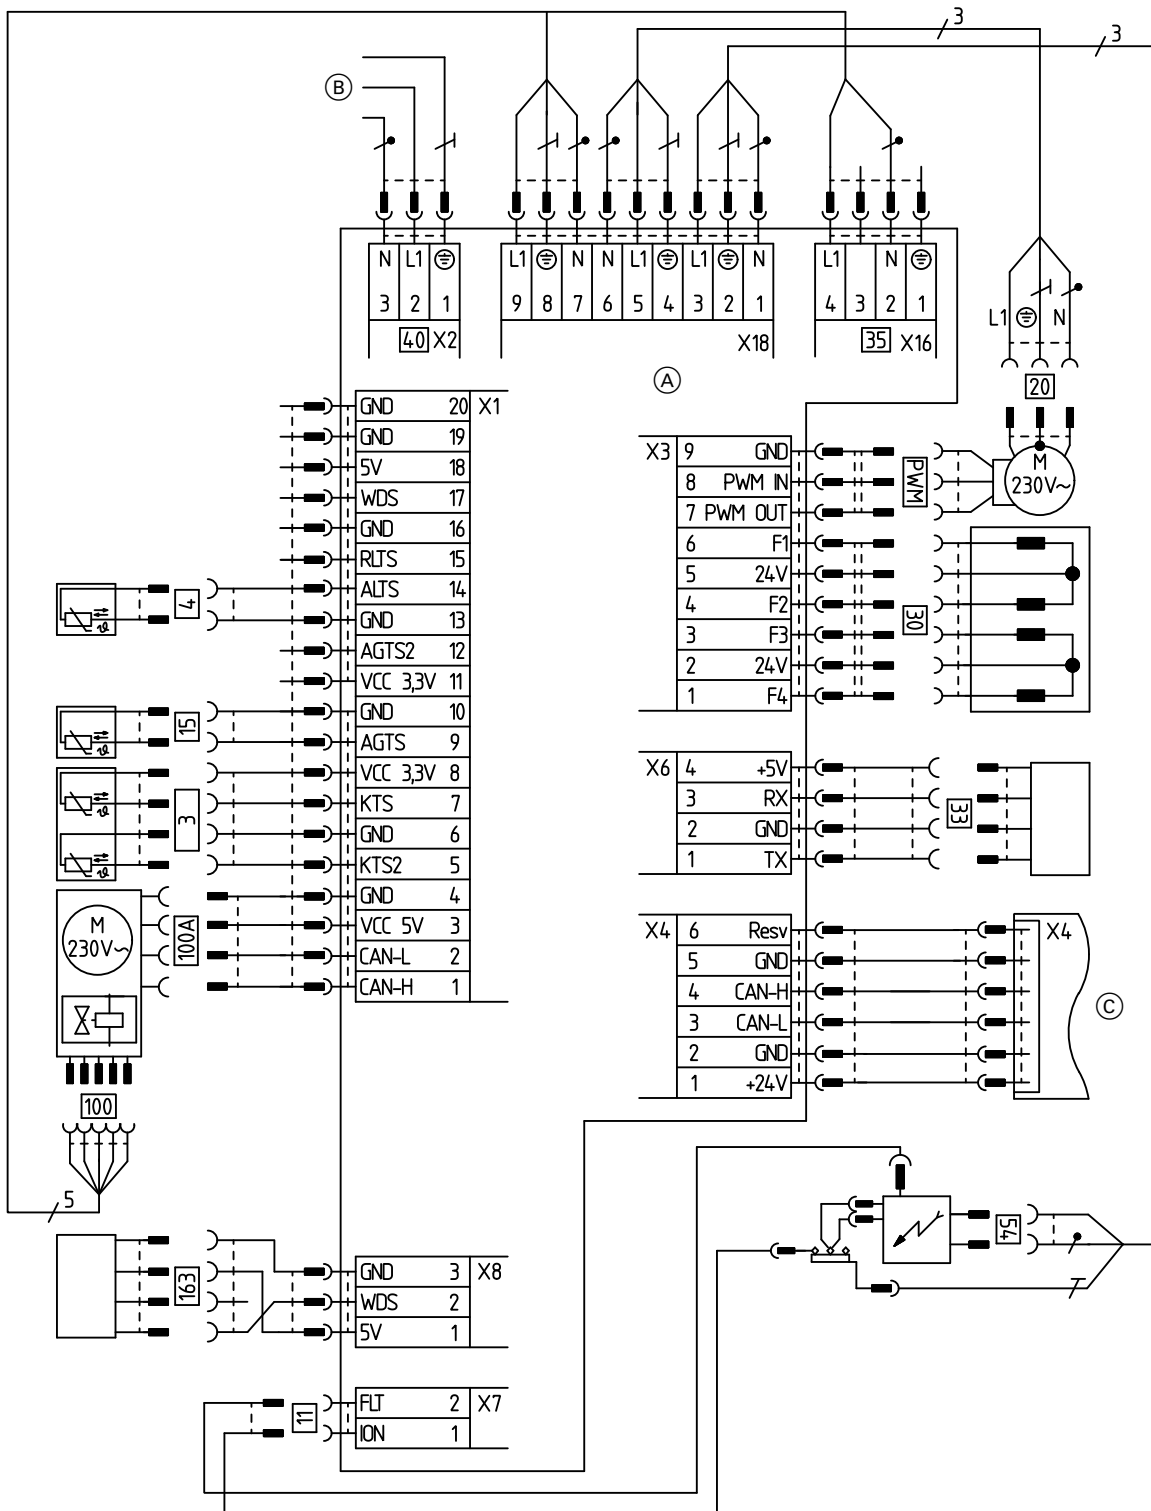 3
3
B
N L1 L1 N N L1 L1 N L1 N
3 2 1 9 8 7 6 5 4 3 2 1 4 3 2 1
40 X2 X18 35 X16
L1 N
20
A
M
230V~
GND 20 X1
GND 19
5V 18
WDS 17
GND 16
RLTS 15
ALTS 14
GND 13
AGTS2 12
VCC 3,3V 11
GND 10
AGTS 9
VCC 3,3V 8
KTS 7
GND 6
KTS2 5
GND 4
VCC 5V 3
CAN-L 2
CAN-H 1
4
ϑ
15
ϑ
3
ϑ
ϑ
100A
M
230V~
100
5
X3 9 GND
8 PWM IN
7 PWM OUT
6 F1
5 24V
4 F2
3 F3
2 24V
1 F4
PWM
30
X6 4 +5V
3 RX
2 GND
1 TX
33
X4 6 Resv
5 GND
4 CAN-H
3 CAN-L
2 GND
1 +24V
X4
C
54
163
GND 3 X8
WDS 2
5V 1
11
FLT 2 X7
ION 1